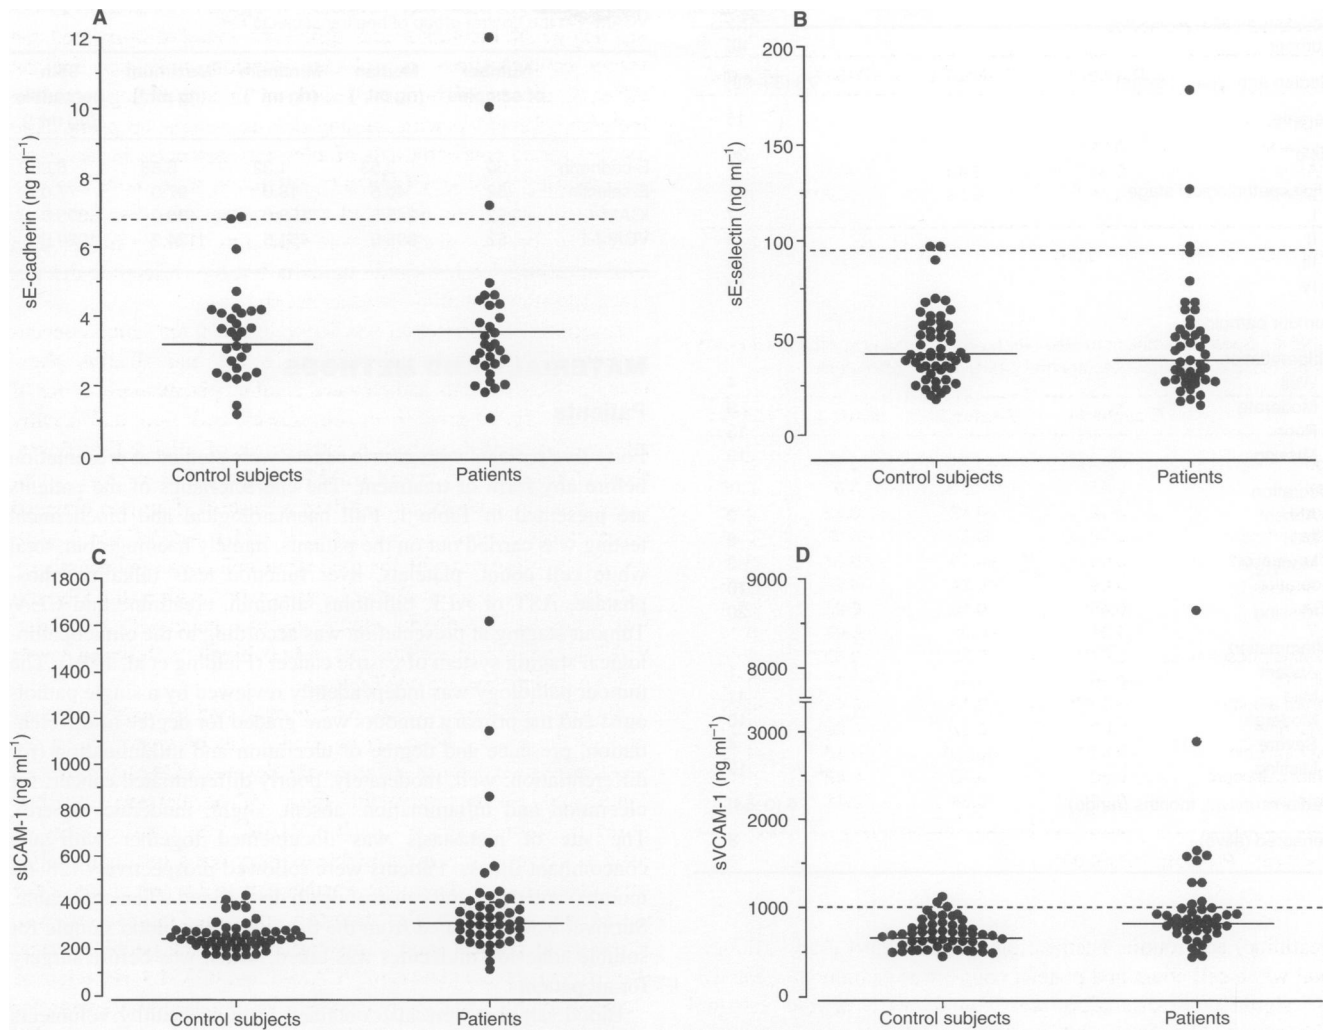 A
12
10
8
6
4
2
0
sE-cadherin (ng ml⁻¹)
Control subjects
Patients
B
200
150
100
50
0
sE-selectin (ng ml⁻¹)
Control subjects
Patients
C
1800
1600
1400
1200
1000
800
600
400
200
0
sICAM-1 (ng ml⁻¹)
Control subjects
Patients
D
9000
8000
3000
2000
1000
0
sVCAM-1 (ng ml⁻¹)
Control subjects
Patients